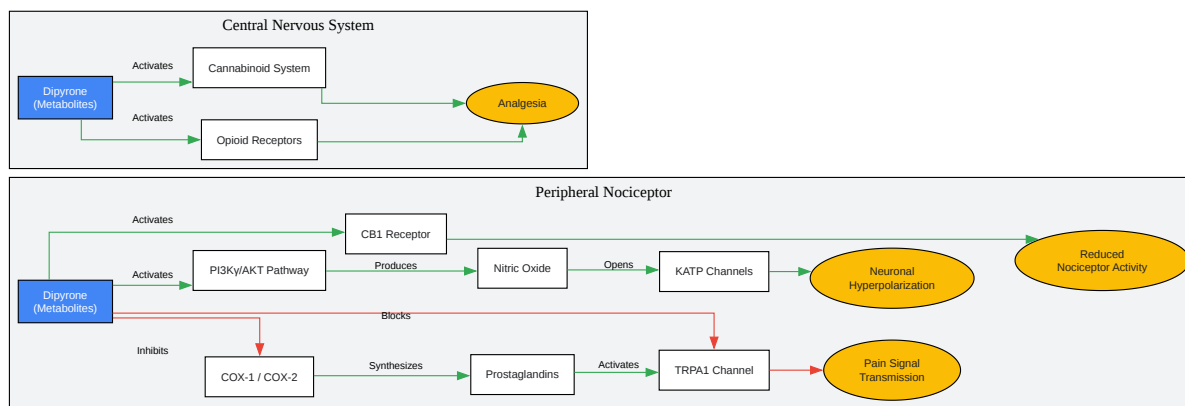 Central Nervous System
Activates
Cannabinoid System
Dipyrone
(Metabolites)
Analgesia
Activates
Opioid Receptors
Peripheral Nociceptor
Activates
CB1 Receptor
Reduced
Nociceptor Activity
Activates
PI3Kγ/AKT Pathway
Produces
Nitric Oxide
Opens
KATP Channels
Neuronal
Hyperpolarization
Dipyrone
(Metabolites)
Blocks
Inhibits
COX-1 / COX-2
Synthesizes
Prostaglandins
Activates
TRPA1 Channel
Pain Signal
Transmission